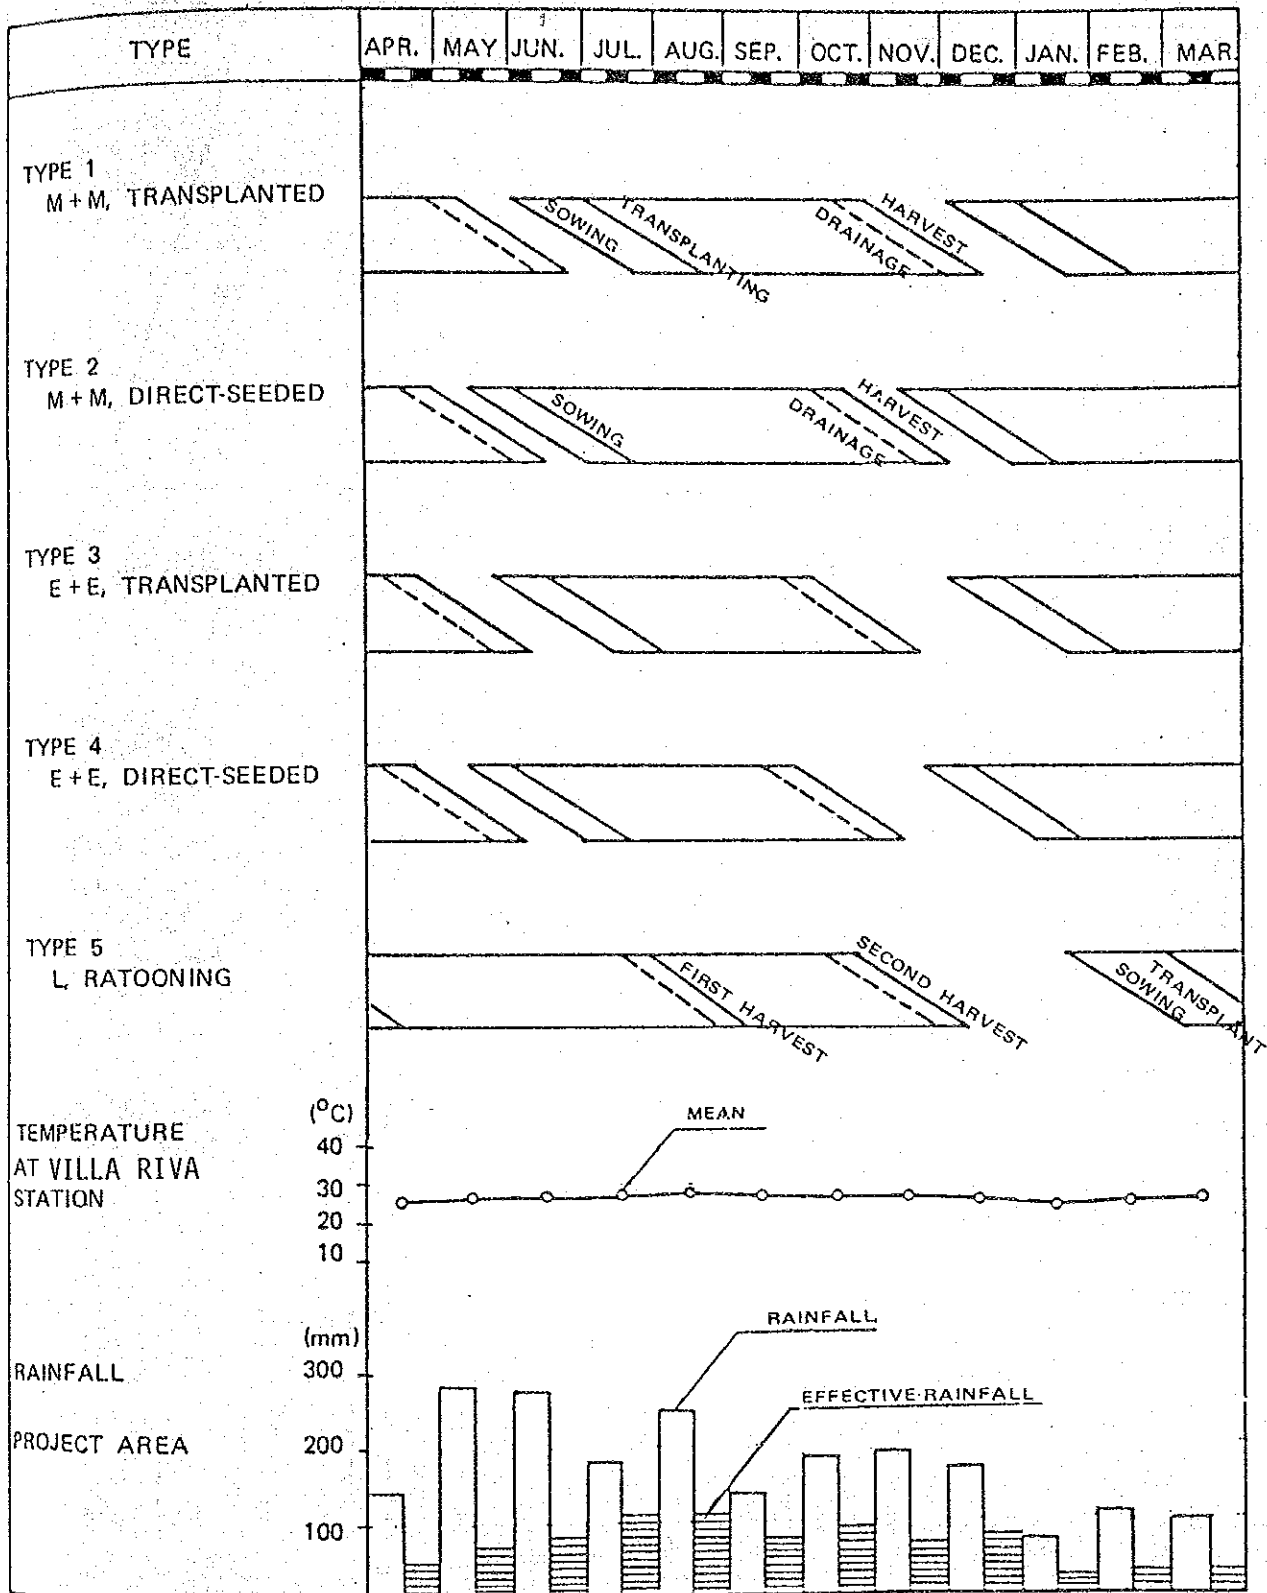 TYPE APR. MAY JUN. JUL. AUG. SEP. OCT. NOV. DEC. JAN. FEB. MAR.
TYPE 1
M + M, TRANSPLANTED
SOWING
TRANSPLANTING
DRAINAGE
HARVEST
TYPE 2
M + M, DIRECT-SEEDED
SOWING
DRAINAGE
HARVEST
TYPE 3
E + E, TRANSPLANTED
TYPE 4
E + E, DIRECT-SEEDED
TYPE 5
L, RATOONING
FIRST HARVEST
SECOND HARVEST
SOWING
TRANSPLANT
TEMPERATURE
AT VILLA RIVA
STATION
(°C)
40
30
20
10
MEAN
RAINFALL
PROJECT AREA
(mm)
300
200
100
RAINFALL
EFFECTIVE-RAINFALL